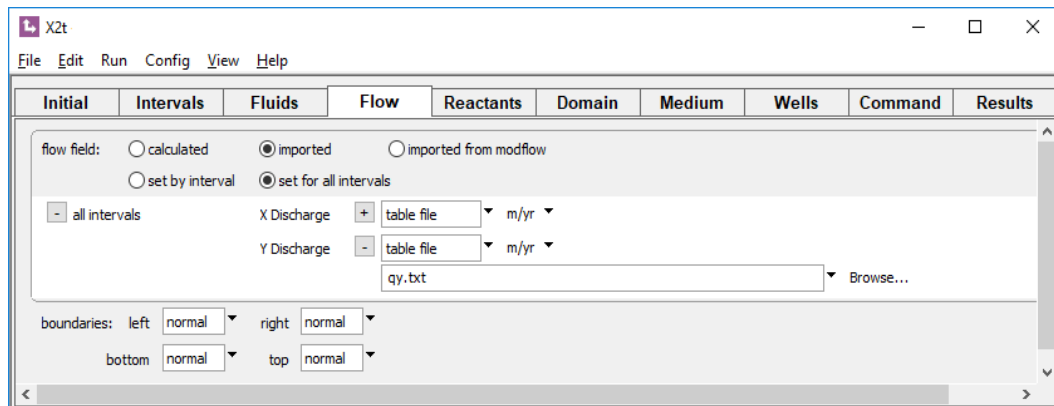 X2t
File Edit Run Config View Help
Initial Intervals Fluids Flow Reactants Domain Medium Wells Command Results
flow field: calculated imported imported from modflow
set by interval set for all intervals
- all intervals X Discharge + table file m/yr
Y Discharge - table file m/yr
qy.txt Browse...
boundaries: left normal right normal
bottom normal top normal